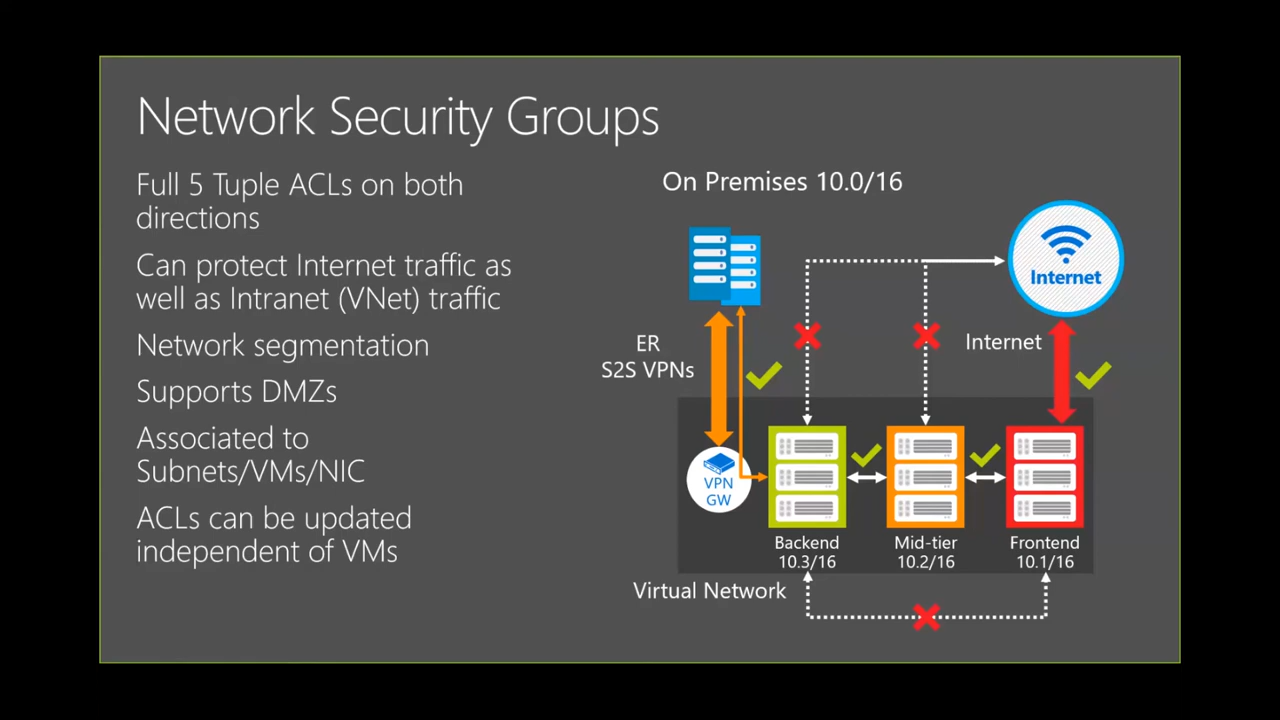 Network Security Groups
Full 5 Tuple ACLs on both
directions
Can protect Internet traffic as
well as Intranet (VNet) traffic
Network segmentation
Supports DMZs
Associated to
Subnets/VMs/NIC
ACLs can be updated
independent of VMs
On Premises 10.0/16
Internet
ER
S2S VPNs
Internet
VPN
GW
Backend
10.3/16
Mid-tier
10.2/16
Frontend
10.1/16
Virtual Network